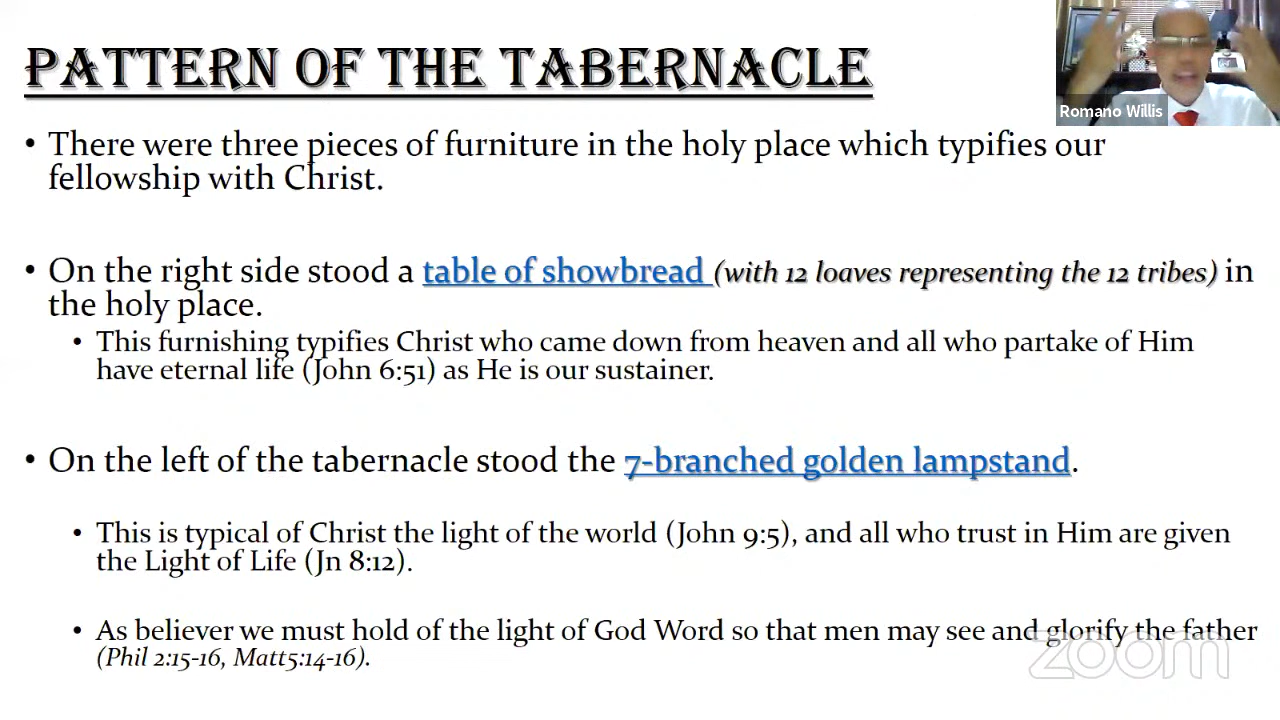 PATTERN OF THE TABERNACLE
Romano Willis
• There were three pieces of furniture in the holy place which typifies our
fellowship with Christ.
• On the right side stood a table of showbread (with 12 loaves representing the 12 tribes) in
the holy place.
• This furnishing typifies Christ who came down from heaven and all who partake of Him
have eternal life (John 6:51) as He is our sustainer.
• On the left of the tabernacle stood the 7-branched golden lampstand.
• This is typical of Christ the light of the world (John 9:5), and all who trust in Him are given
the Light of Life (Jn 8:12).
• As believer we must hold of the light of God Word so that men may see and glorify the father
(Phil 2:15-16, Matt5:14-16).
zoom